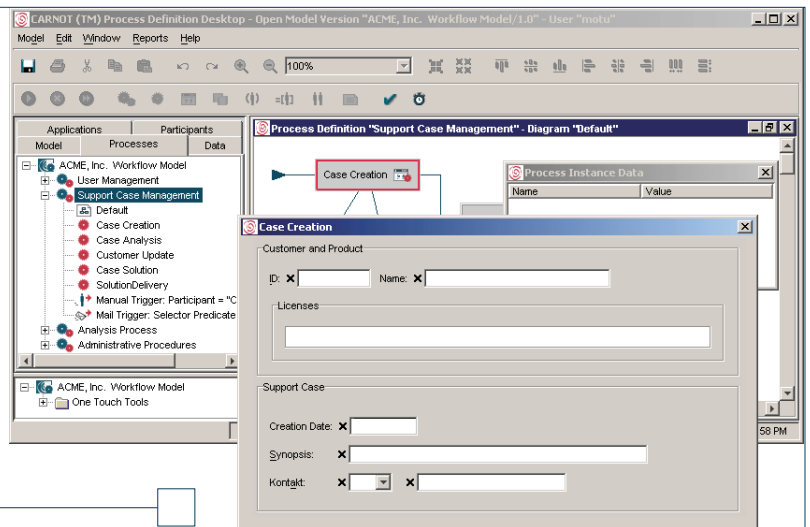 CARNOT (TM) Process Definition Desktop - Open Model Version "ACME, Inc. Workflow Model/1.0" - User "motu"
Model Edit Window Reports Help
100%
Applications Participants
Model Processes Data
ACME, Inc. Workflow Model
User Management
Support Case Management
Default
Case Creation
Case Analysis
Customer Update
Case Solution
SolutionDelivery
Manual Trigger: Participant = "C
Mail Trigger: Selector Predicate
Analysis Process
Administrative Procedures
ACME, Inc. Workflow Model
One Touch Tools
Process Definition "Support Case Management" - Diagram "Default"
Case Creation
Process Instance Data
Name Value
Case Creation
Customer and Product
ID: Name:
Licenses
Support Case
Creation Date:
Synopsis:
Kontakt:
58 PM